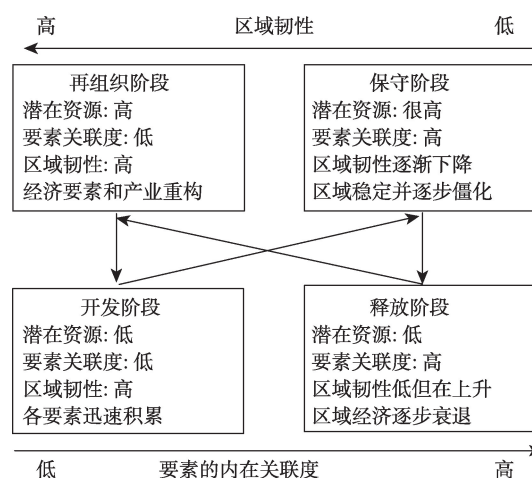 高 区域韧性 低
再组织阶段
潜在资源: 高
要素关联度: 低
区域韧性: 高
经济要素和产业重构
保守阶段
潜在资源: 很高
要素关联度: 高
区域韧性逐渐下降
区域稳定并逐步僵化
开发阶段
潜在资源: 低
要素关联度: 低
区域韧性: 高
各要素迅速积累
释放阶段
潜在资源: 低
要素关联度: 高
区域韧性低但在上升
区域经济逐步衰退
低 要素的内在关联度 高